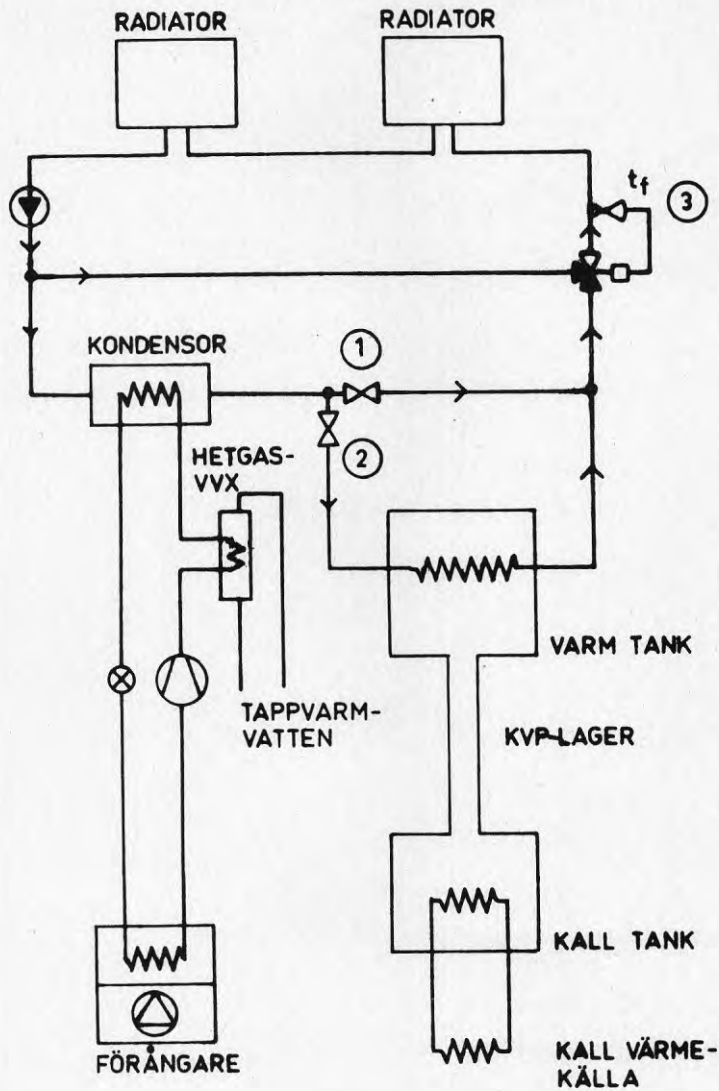 RADIATOR
RADIATOR
tf
3
KONDENSOR
1
2
HETGAS-
VVX
VARM TANK
TAPPVARM-
VATTEN
KVP-LAGER
KALL TANK
FÖRÅNGARE
KALL VÄRME-
KÄLLA